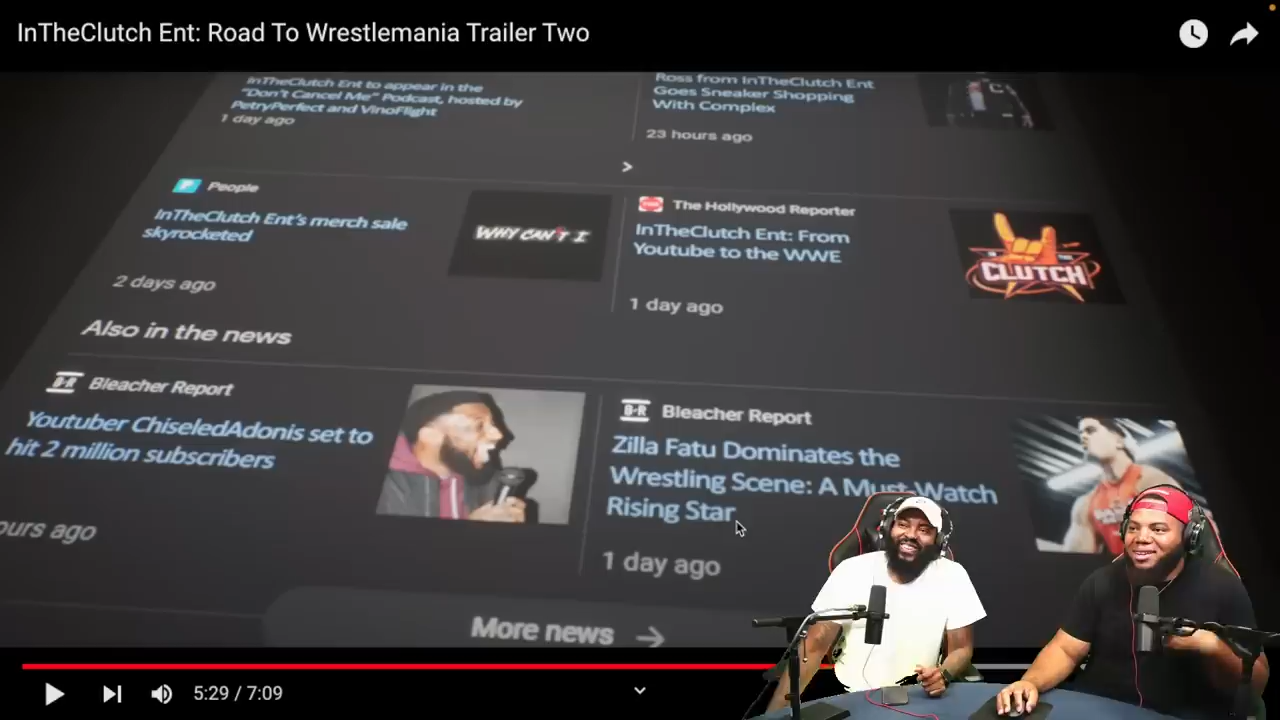 InTheClutch Ent: Road To Wrestlemania Trailer Two
InTheClutch Ent to appear in the
"Don't Cancel Me" Podcast, hosted by
PetryPerfect and VinoFlight
1 day ago
Ross from InTheClutch Ent
Goes Sneaker Shopping
With Complex
23 hours ago
C
>
People
InTheClutch Ent's merch sale
skyrocketed
2 days ago
WHY CAN'T I
The Hollywood Reporter
InTheClutch Ent: From
Youtube to the WWE
1 day ago
CLUTCH
Also in the news
B-R Bleacher Report
Youtuber ChiseledAdonis set to
hit 2 million subscribers
ours ago
B-R Bleacher Report
Zilla Fatu Dominates the
Wrestling Scene: A Must-Watch
Rising Star
1 day ago
More news →
5:29 / 7:09